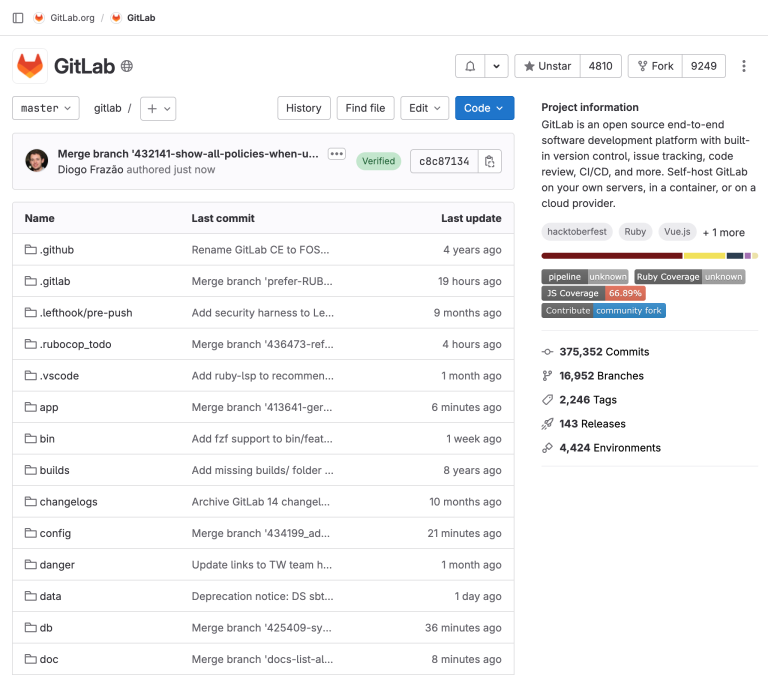 GitLab.org / GitLab
GitLab
Unstar 4810 Fork 9249
master gitlab / + History Find file Edit Code
Merge branch '432141-show-all-policies-when-u... ••• Verified c8c87134
Diogo Frazão authored just now
Name Last commit Last update
.github Rename GitLab CE to FOS... 4 years ago
.gitlab Merge branch 'prefer-RUB... 19 hours ago
.lefthook/pre-push Add security harness to Le... 9 months ago
.rubocop_todo Merge branch '436473-ref... 4 hours ago
.vscode Add ruby-lsp to recommen... 1 month ago
app Merge branch '413641-ger... 6 minutes ago
bin Add fzf support to bin/feat... 1 week ago
builds Add missing builds/ folder ... 8 years ago
changelogs Archive GitLab 14 changel... 10 months ago
config Merge branch '434199_ad... 21 minutes ago
danger Update links to TW team h... 1 month ago
data Deprecation notice: DS sbt... 1 day ago
db Merge branch '425409-sy... 36 minutes ago
doc Merge branch 'docs-list-al... 8 minutes ago
Project information
GitLab is an open source end-to-end
software development platform with built-
in version control, issue tracking, code
review, CI/CD, and more. Self-host GitLab
on your own servers, in a container, or on a
cloud provider.
hacktoberfest Ruby Vue.js + 1 more
pipeline unknown Ruby Coverage unknown
JS Coverage 66.89%
Contribute community fork
375,352 Commits
16,952 Branches
2,246 Tags
143 Releases
4,424 Environments